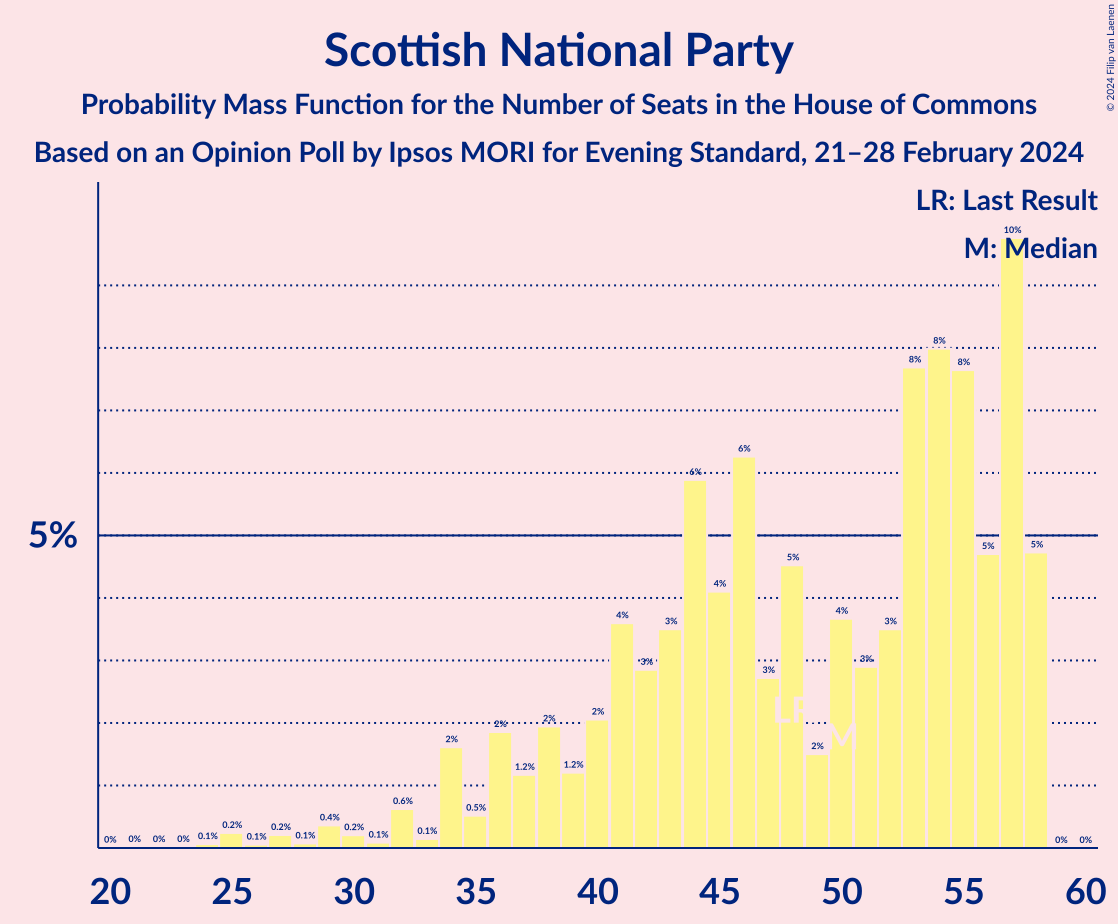 Scottish National Party
Probability Mass Function for the Number of Seats in the House of Commons
Based on an Opinion Poll by Ipsos MORI for Evening Standard, 21–28 February 2024
© 2024 Filip van Laenen
LR: Last Result
M: Median
5%
0% 0% 0% 0% 0.1% 0.2% 0.1% 0.2% 0.1% 0.4% 0.2% 0.1% 0.6% 0.1% 2% 0.5% 2% 1.2% 2% 1.2% 2% 4% 3% 3% 6% 4% 6% 3% 5% 2% 4% 3% 3% 8% 8% 8% 5% 10% 5% 0% 0%
LR
M
20 25 30 35 40 45 50 55 60